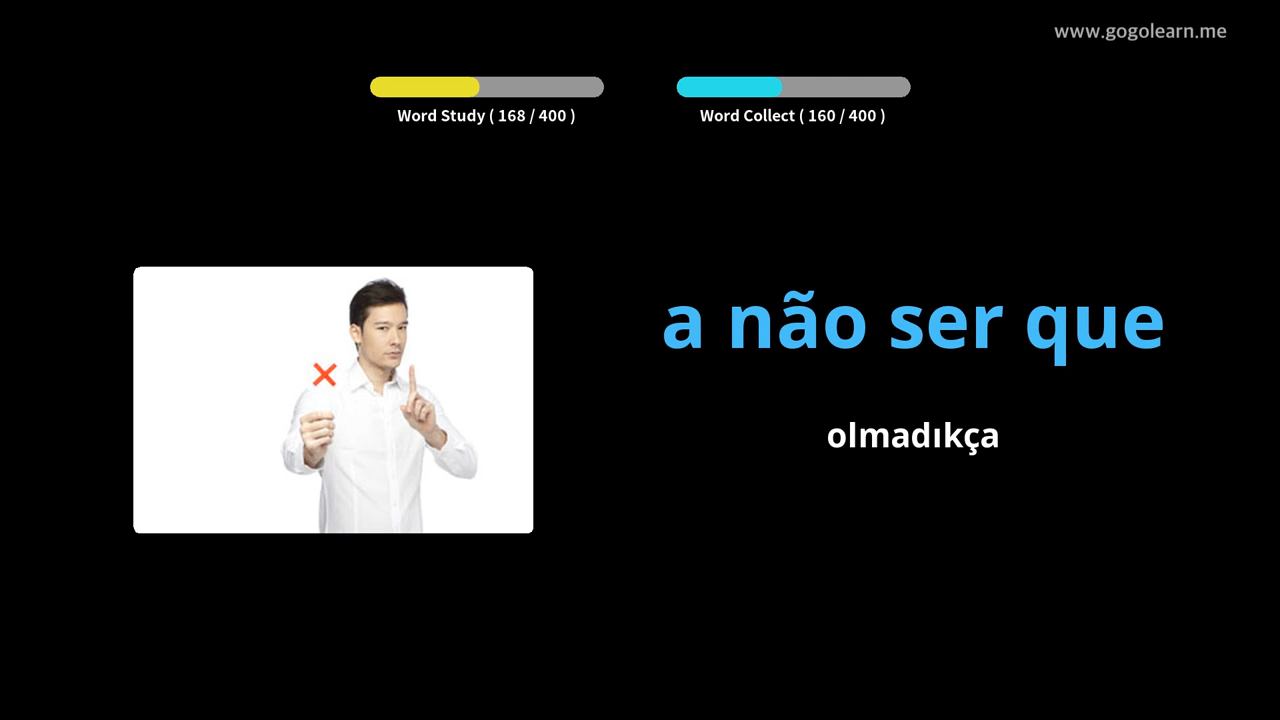 www.gogolearn.me
Word Study ( 168 / 400 )
Word Collect ( 160 / 400 )
a não ser que
olmadıkça